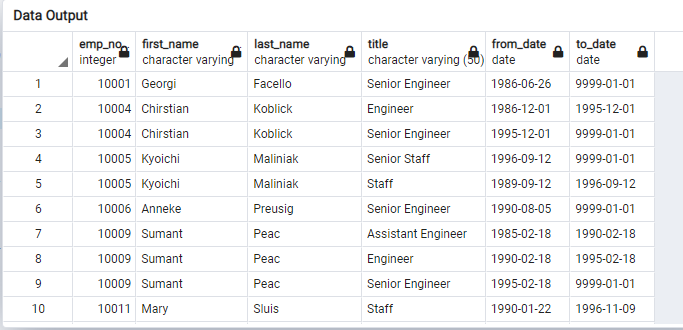 Data Output
emp_no first_name last_name title from_date to_date
integer character varying character varying character varying (50) date date
1 10001 Georgi Facello Senior Engineer 1986-06-26 9999-01-01
2 10004 Chirstian Koblick Engineer 1986-12-01 1995-12-01
3 10004 Chirstian Koblick Senior Engineer 1995-12-01 9999-01-01
4 10005 Kyoichi Maliniak Senior Staff 1996-09-12 9999-01-01
5 10005 Kyoichi Maliniak Staff 1989-09-12 1996-09-12
6 10006 Anneke Preusig Senior Engineer 1990-08-05 9999-01-01
7 10009 Sumant Peac Assistant Engineer 1985-02-18 1990-02-18
8 10009 Sumant Peac Engineer 1990-02-18 1995-02-18
9 10009 Sumant Peac Senior Engineer 1995-02-18 9999-01-01
10 10011 Mary Sluis Staff 1990-01-22 1996-11-09